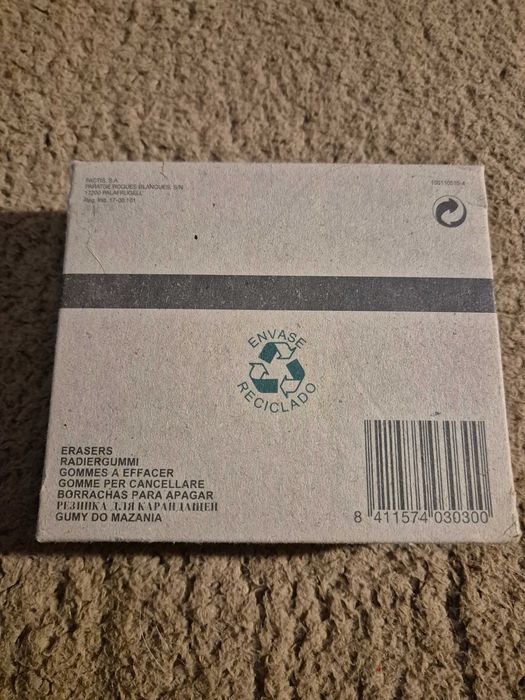 FACTIS, S.A.
PARATGE ROQUES BLANQUES, S/N
17200 PALAFRUGELL
Reg. Ind. 17-30.101
ENVASE
RECICLADO
ERASERS
RADIERGUMMI
GOMMES A EFFACER
GOMME PER CANCELLARE
BORRACHAS PARA APAGAR
РЕЗИНКА ДЛЯ КАРАНДАШЕЙ
GUMY DO MAZANIA
8 411574 030300